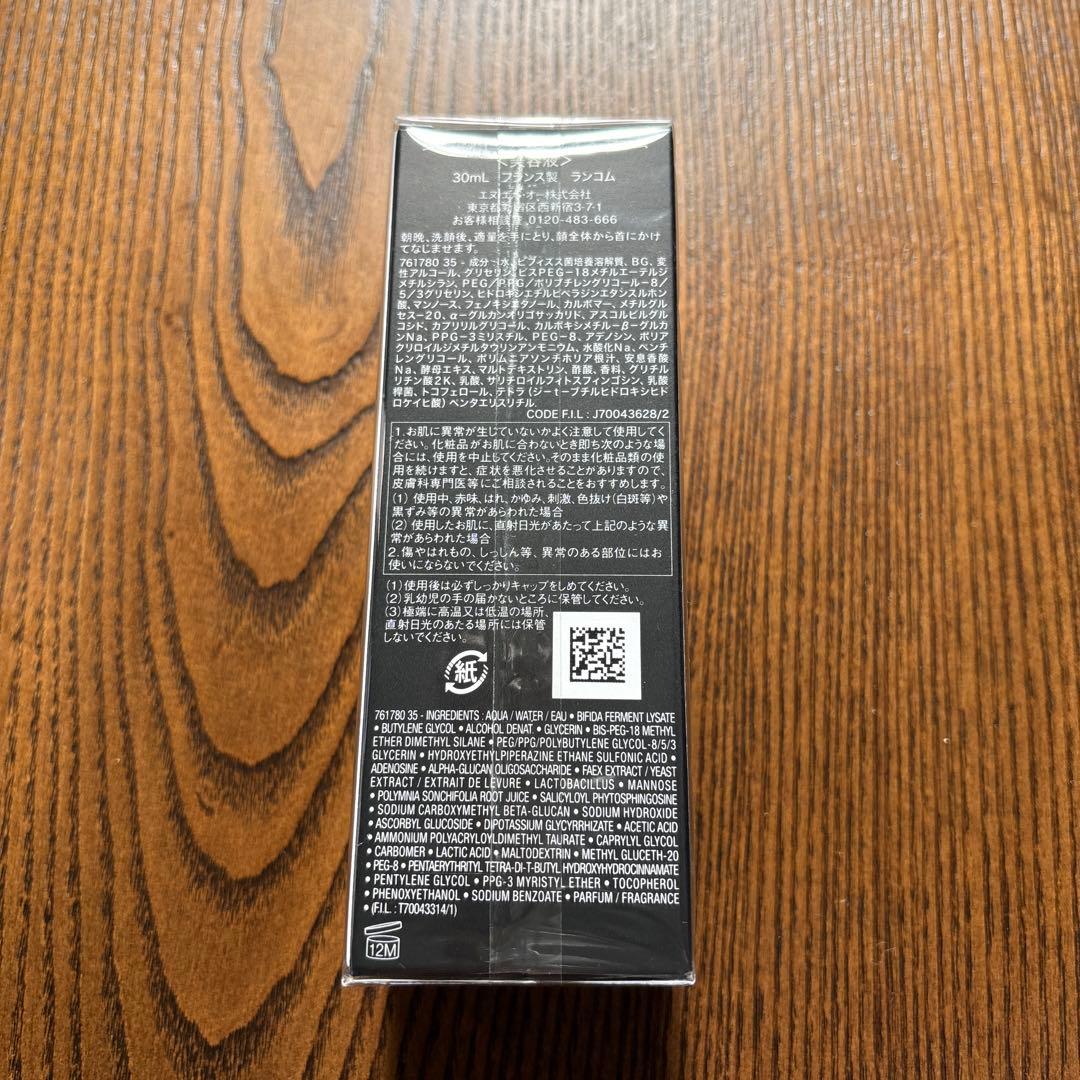 <美容液>
30mL フランス製 ランコム
エヌ・エル・オー株式会社
東京都新宿区西新宿3-7-1
お客様相談室 0120-483-666
朝晩、洗顔後、適量を手にとり、顔全体から首にかけ
てなじませます。
761780 35 - 成分 : 水、ビフィズス菌培養溶解質、BG、変
性アルコール、グリセリン、ビスPEG-18メチルエーテルジ
メチルシラン、PEG/PPG/ポリブチレングリコール-8/
5/3グリセリン、ヒドロキシエチルピペラジンエタンスルホン
酸、マンノース、フェノキシエタノール、カルボマー、メチルグル
セス-20、α-グルカンオリゴサッカリド、アスコルビルグル
コシド、カプリリルグリコール、カルボキシメチル-β-グルカ
ンNa、PPG-3ミリスチル、PEG-8、アデノシン、ポリア
クリロイルジメチルタウリンアンモニウム、水酸化Na、ペンチ
レングリコール、ポリムニアソンチホリア根汁、安息香酸
Na、酵母エキス、マルトデキストリン、酢酸、香料、グリチル
リチン酸2K、乳酸、サリチロイルフイトスフィンゴシン、乳酸
桿菌、トコフェロール、テトラ(ジ-t-ブチルヒドロキシヒド
ロケイヒ酸)ペンタエリスリチル.
CODE F.I.L : J70043628/2
1.お肌に異常が生じていないかよく注意して使用してく
ださい。化粧品がお肌に合わないとき即ち次のような場
合には、使用を中止してください。そのまま化粧品類の使
用を続けますと、症状を悪化させることがありますので、
皮膚科専門医等にご相談されることをおすすめします。
(1) 使用中、赤味、はれ、かゆみ、刺激、色抜け(白斑等)や
黒ずみ等の異常があらわれた場合
(2) 使用したお肌に、直射日光があたって上記のような異
常があらわれた場合
2.傷やはれもの、しっしん等、異常のある部位にはお
使いにならないでください。
(1)使用後は必ずしっかりキャップをしめてください。
(2)乳幼児の手の届かないところに保管してください。
(3)極端に高温又は低温の場所、
直射日光のあたる場所には保管
しないでください。
紙
761780 35 - INGREDIENTS : AQUA / WATER / EAU • BIFIDA FERMENT LYSATE
• BUTYLENE GLYCOL • ALCOHOL DENAT. • GLYCERIN • BIS-PEG-18 METHYL
ETHER DIMETHYL SILANE • PEG/PPG/POLYBUTYLENE GLYCOL-8/5/3
GLYCERIN • HYDROXYETHYLPIPERAZINE ETHANE SULFONIC ACID •
ADENOSINE • ALPHA-GLUCAN OLIGOSACCHARIDE • FAEX EXTRACT / YEAST
EXTRACT / EXTRAIT DE LEVURE • LACTOBACILLUS • MANNOSE
• POLYMNIA SONCHIFOLIA ROOT JUICE • SALICYLOYL PHYTOSPHINGOSINE
• SODIUM CARBOXYMETHYL BETA-GLUCAN • SODIUM HYDROXIDE
• ASCORBYL GLUCOSIDE • DIPOTASSIUM GLYCYRRHIZATE • ACETIC ACID
• AMMONIUM POLYACRYLOYLDIMETHYL TAURATE • CAPRYLYL GLYCOL
• CARBOMER • LACTIC ACID • MALTODEXTRIN • METHYL GLUCETH-20
• PEG-8 • PENTAERYTHRITYL TETRA-DI-T-BUTYL HYDROXYHYDROCINNAMATE
• PENTYLENE GLYCOL • PPG-3 MYRISTYL ETHER • TOCOPHEROL
• PHENOXYETHANOL • SODIUM BENZOATE • PARFUM / FRAGRANCE
• (F.I.L. : T70043314/1)
12M